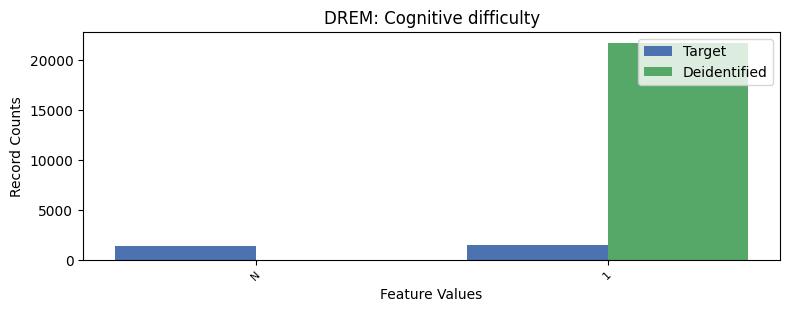 DREM: Cognitive difficulty
Target
Deidentified
20000
15000
10000
5000
0
Record Counts
N
1
Feature Values